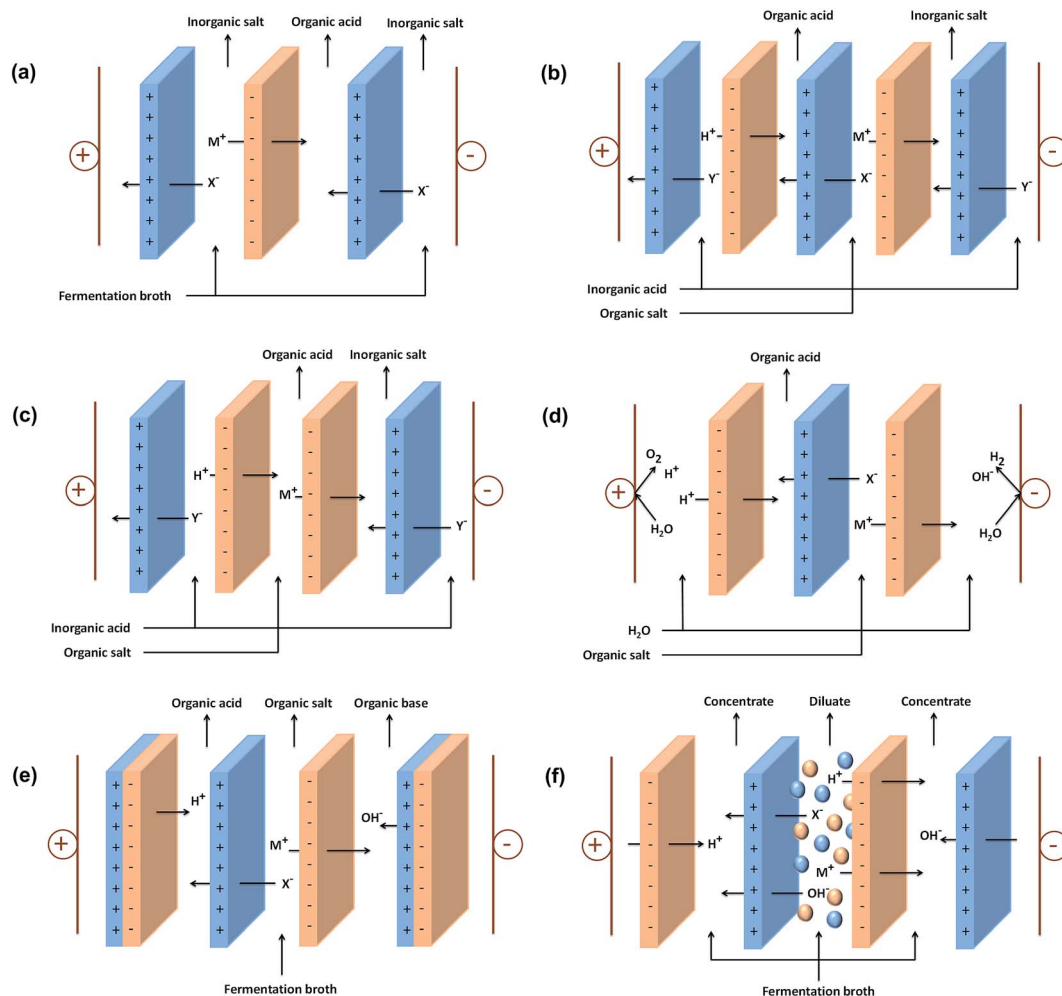 Inorganic salt Organic acid Inorganic salt
(a)
+ + + + + + + + +
- - - - - - - - -
+ + + + + + + + +
M⁺
+
-
X⁻ X⁻
Fermentation broth
Organic acid Inorganic salt
(b)
H⁺ M⁺
+
-
Y⁻ X⁻ Y⁻
Inorganic acid
Organic salt
Organic acid Inorganic salt
(c)
H⁺
M⁺
+
-
Y⁻ Y⁻
Inorganic acid
Organic salt
Organic acid
(d)
O₂ H⁺
H₂
OH⁻
X⁻
+
H⁺
-
H₂O
M⁺
H₂O
H₂O
Organic salt
Organic acid Organic salt Organic base
(e)
H⁺
OH⁻
+
M⁺
-
X⁻
Fermentation broth
Concentrate Diluate Concentrate
(f)
H⁺
X⁻
+
H⁺
OH⁻
-
M⁺
OH⁻
Fermentation broth